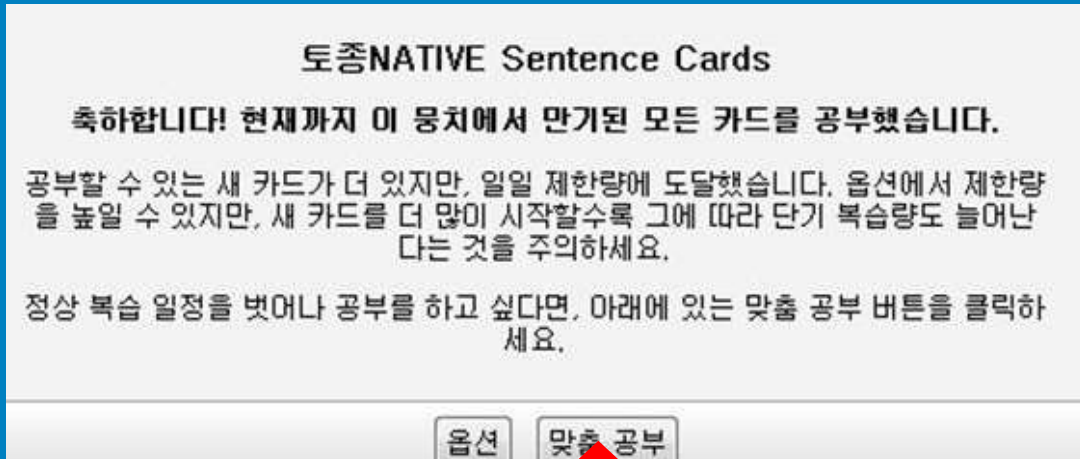 토종NATIVE Sentence Cards
축하합니다! 현재까지 이 뭉치에서 만기된 모든 카드를 공부했습니다.
공부할 수 있는 새 카드가 더 있지만, 일일 제한량에 도달했습니다. 옵션에서 제한량
을 높일 수 있지만, 새 카드를 더 많이 시작할수록 그에 따라 단기 복습량도 늘어난
다는 것을 주의하세요.
정상 복습 일정을 벗어나 공부를 하고 싶다면, 아래에 있는 맞춤 공부 버튼을 클릭하
세요.
옵션 맞춤 공부